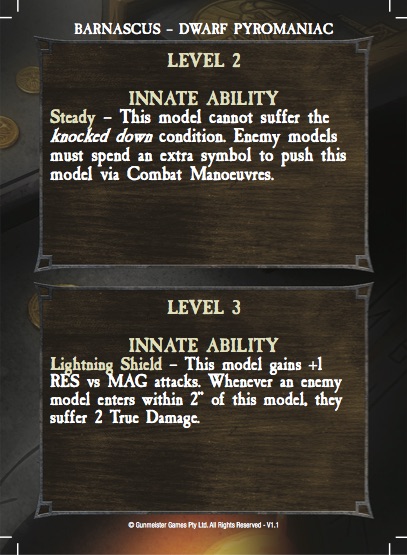 BARNASCUS – DWARF PYROMANIAC
LEVEL 2
INNATE ABILITY
Steady – This model cannot suffer the
knocked down condition. Enemy models
must spend an extra symbol to push this
model via Combat Manoeuvres.
LEVEL 3
INNATE ABILITY
Lightning Shield – This model gains +1
RES vs MAG attacks. Whenever an enemy
model enters within 2” of this model, they
suffer 2 True Damage.
© Gunmeister Games Pty Ltd. All Rights Reserved - V1.1